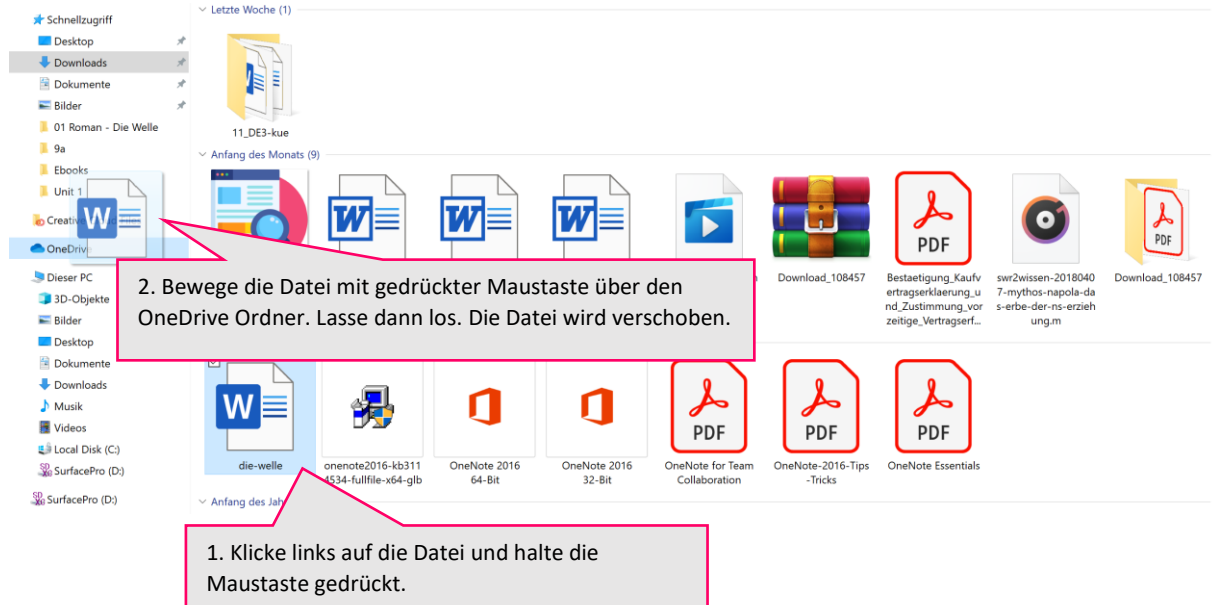 Schnellzugriff
Desktop
Downloads
Dokumente
Bilder
01 Roman - Die Welle
9a
Ebooks
Unit 1
OneDrive
Dieser PC
3D-Objekte
Bilder
Desktop
Dokumente
Downloads
Musik
Videos
Local Disk (C:)
SurfacePro (D:)
SurfacePro (D:)
Letzte Woche (1)
11_DE3-kue
Anfang des Monats (9)
W
W
W
W
PDF
PDF
Download_108457
Bestaetigung_Kaufv
ertragserklaerung_u
nd_Zustimmung_vor
zeitige_Vertragserf...
swr2wissen-2018040
7-mythos-napola-da
s-erbe-der-ns-erzieh
ung.m
Download_108457
2. Bewege die Datei mit gedrückter Maustaste über den
OneDrive Ordner. Lasse dann los. Die Datei wird verschoben.
W
PDF
PDF
PDF
die-welle
onenote2016-kb311
4534-fullfile-x64-glb
OneNote 2016
64-Bit
OneNote 2016
32-Bit
OneNote for Team
Collaboration
OneNote-2016-Tips
-Tricks
OneNote Essentials
Anfang des
1. Klicke links auf die Datei und halte die
Maustaste gedrückt.